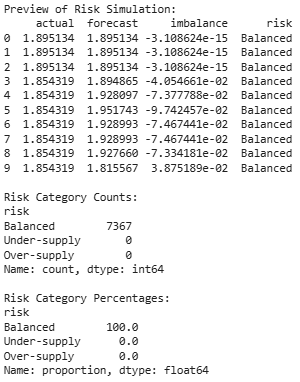 Preview of Risk Simulation:
actual forecast imbalance risk
0 1.895134 1.895134 -3.108624e-15 Balanced
1 1.895134 1.895134 -3.108624e-15 Balanced
2 1.895134 1.895134 -3.108624e-15 Balanced
3 1.854319 1.894865 -4.054661e-02 Balanced
4 1.854319 1.928097 -7.377788e-02 Balanced
5 1.854319 1.951743 -9.742457e-02 Balanced
6 1.854319 1.928993 -7.467441e-02 Balanced
7 1.854319 1.928993 -7.467441e-02 Balanced
8 1.854319 1.927660 -7.334181e-02 Balanced
9 1.854319 1.815567 3.875189e-02 Balanced
Risk Category Counts:
risk
Balanced 7367
Under-supply 0
Over-supply 0
Name: count, dtype: int64
Risk Category Percentages:
risk
Balanced 100.0
Under-supply 0.0
Over-supply 0.0
Name: proportion, dtype: float64